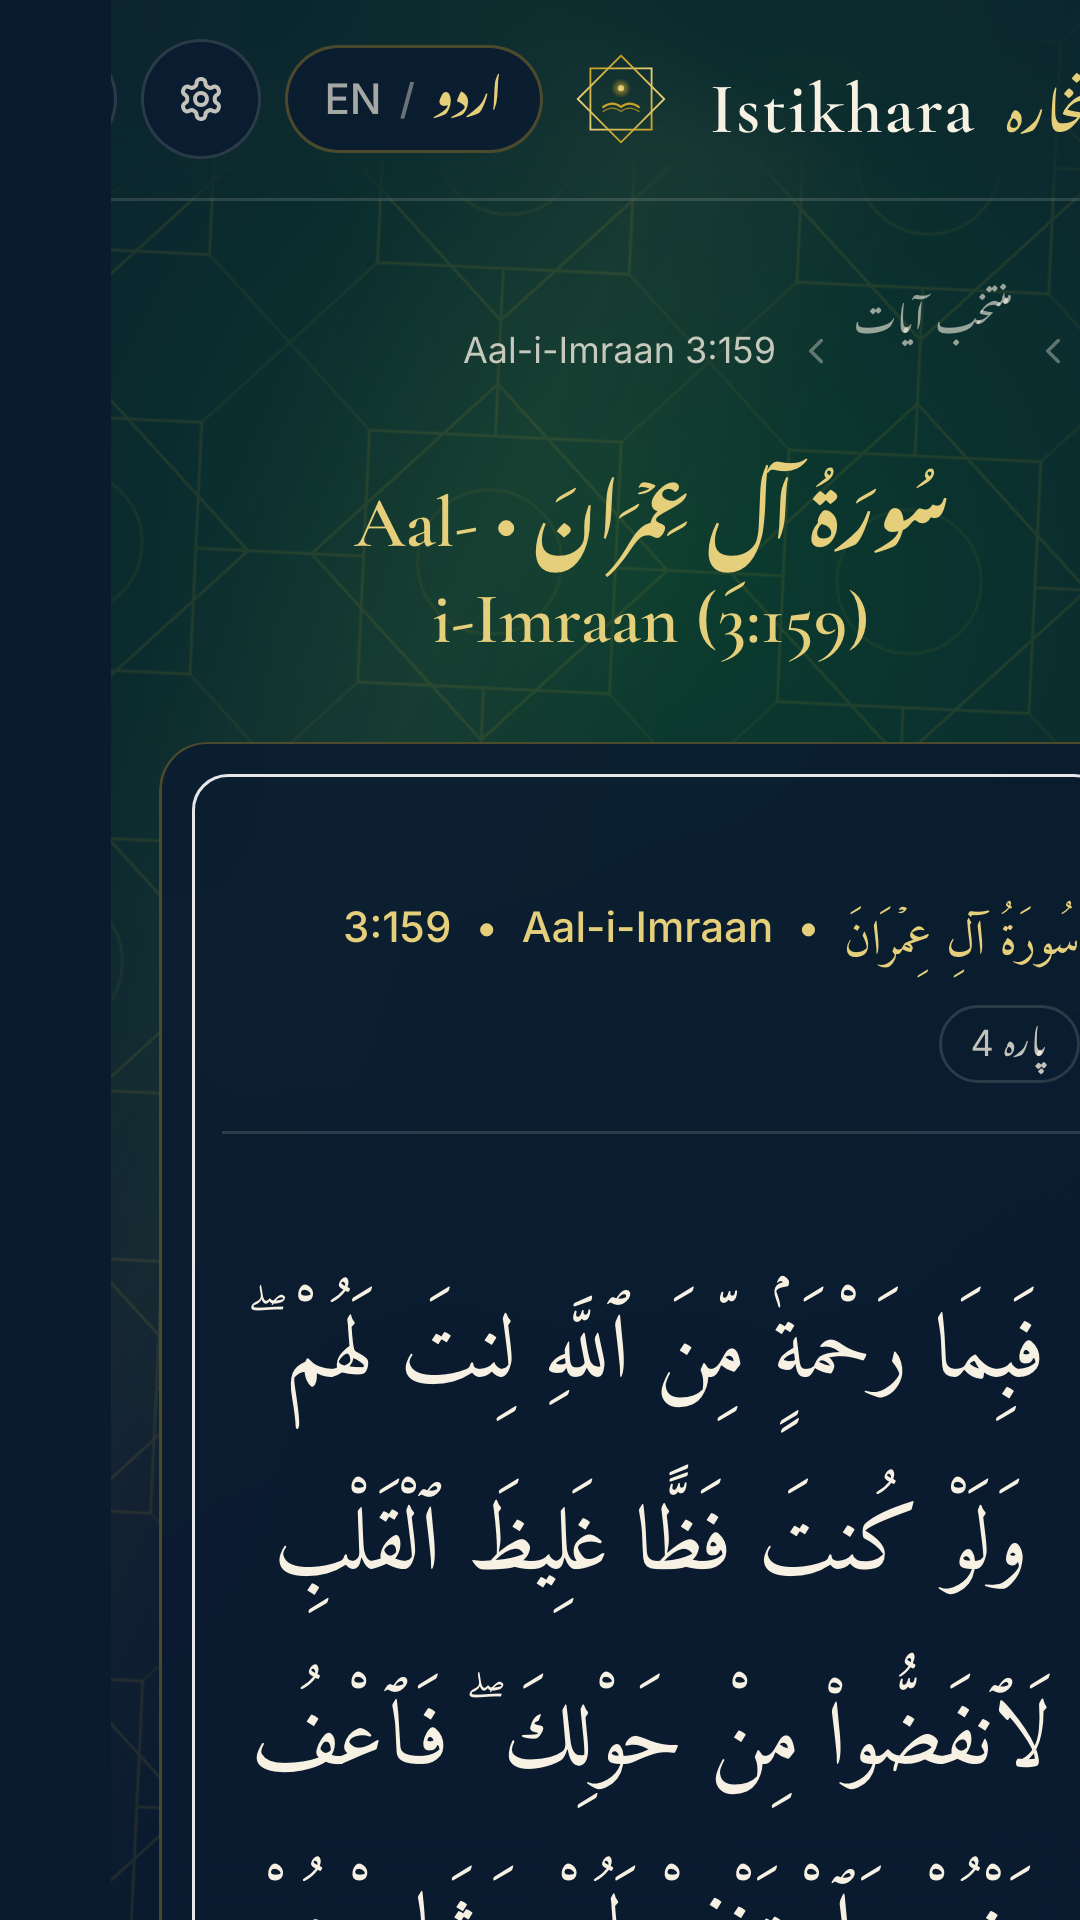 Istikhara
EN / اردو
منتخب آیات
Aal-i-Imraan 3:159
سُورَةُ آلِ عِمۡرَانَ • Aal-
i-Imraan (3:159)
سُورَةُ آلِ عِمۡرَانَ • Aal-i-Imraan • 3:159
پارہ 4
فَبِمَا رَحْمَةٍۢ مِّنَ ٱللَّهِ لِنتَ لَهُمْ ۖ
وَلَوْ كُنتَ فَظًّا غَلِيظَ ٱلْقَلْبِ
لَٱنفَضُّوا۟ مِنْ حَوْلِكَ ۖ فَٱعْفُ